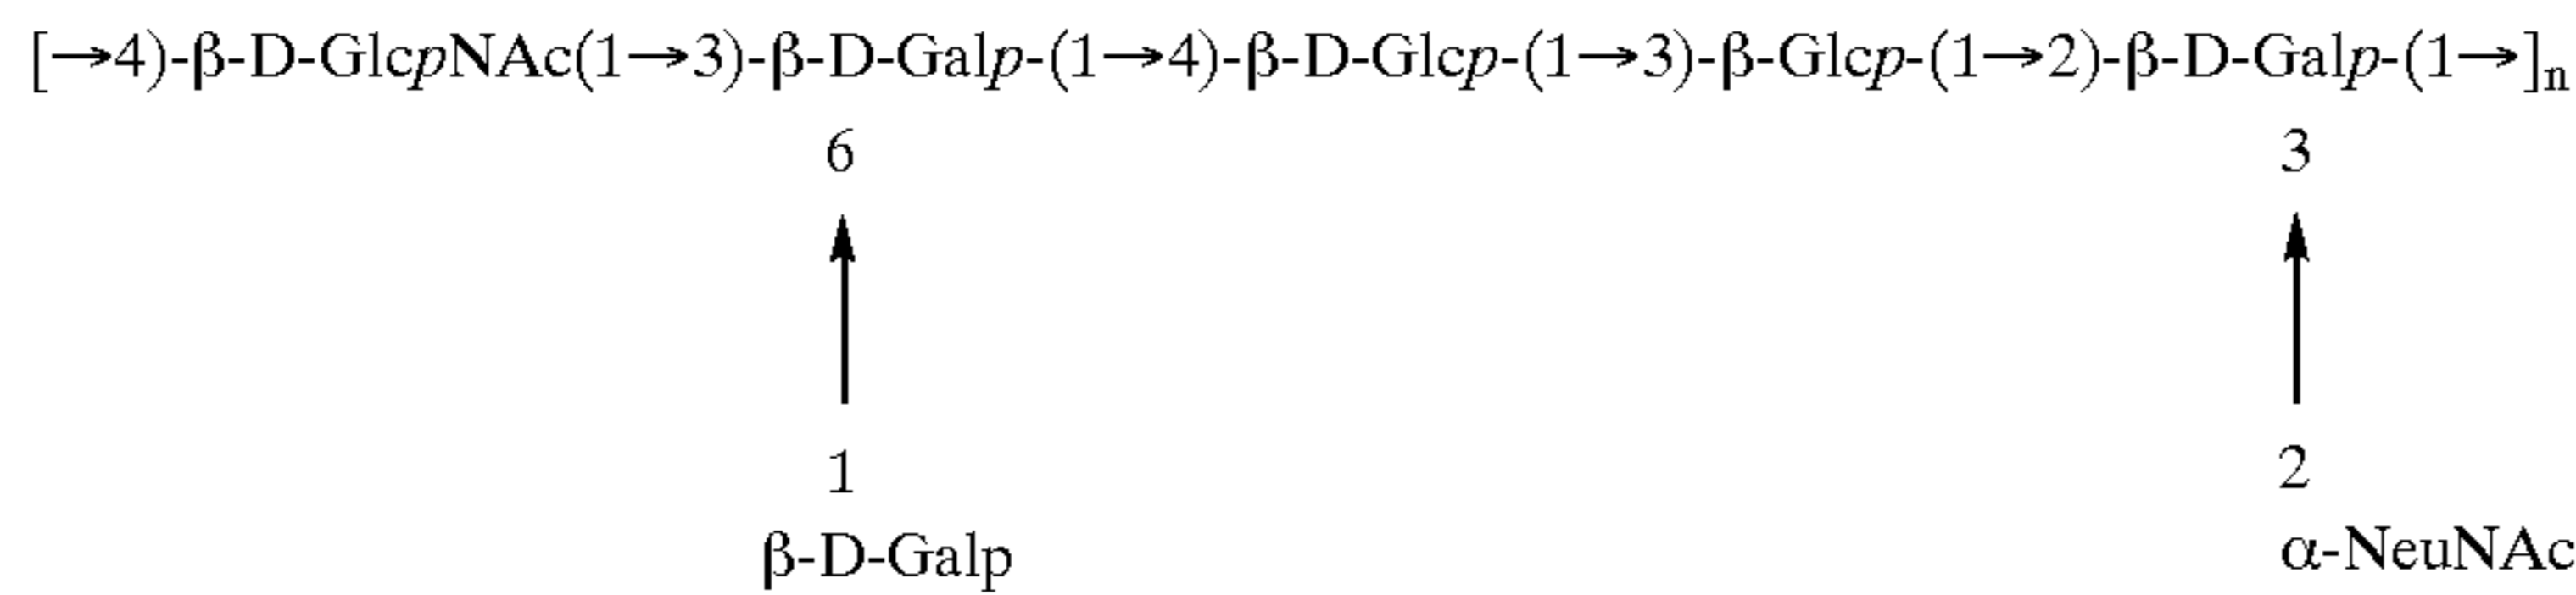 [→4)-β-D-GlcpNAc(1→3)-β-D-Galp-(1→4)-β-D-Glcp-(1→3)-β-Glcp-(1→2)-β-D-Galp-(1→]n
6 3
1 2
β-D-Galp α-NeuNAc